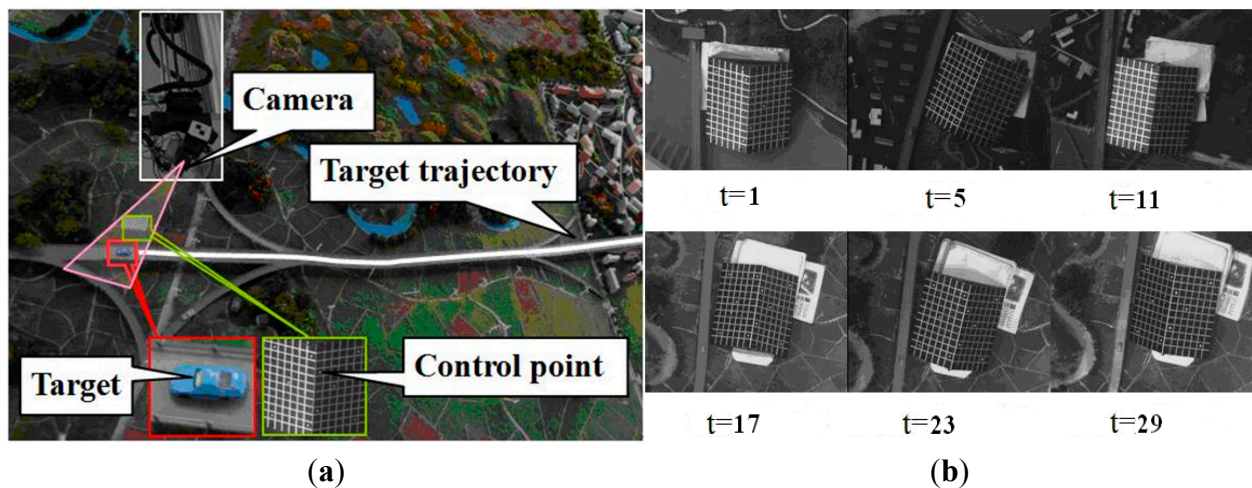 Camera
Target trajectory
Target
Control point
(a)
t=1
t=5
t=11
t=17
t=23
t=29
(b)